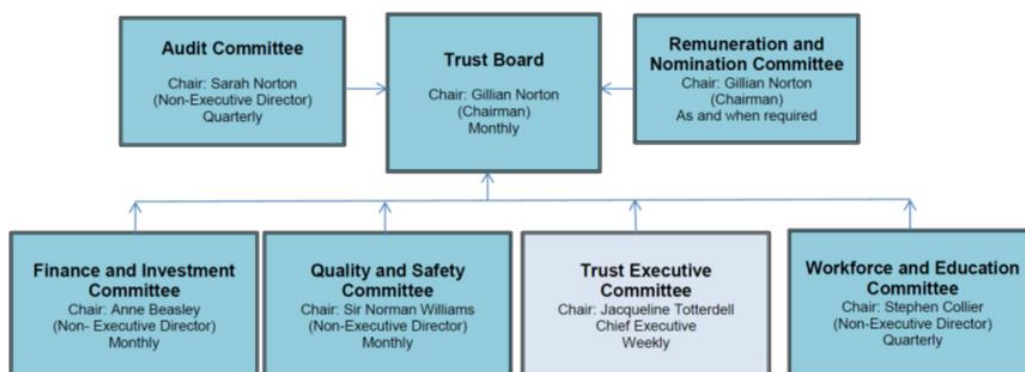 Audit Committee
Chair: Sarah Norton
(Non-Executive Director)
Quarterly
Trust Board
Chair: Gillian Norton
(Chairman)
Monthly
Remuneration and
Nomination Committee
Chair: Gillian Norton
(Chairman)
As and when required
Finance and Investment
Committee
Chair: Anne Beasley
(Non- Executive Director)
Monthly
Quality and Safety
Committee
Chair: Sir Norman Williams
(Non-Executive Director)
Monthly
Trust Executive
Committee
Chair: Jacqueline Totterdell
Chief Executive
Weekly
Workforce and Education
Committee
Chair: Stephen Collier
(Non-Executive Director)
Quarterly